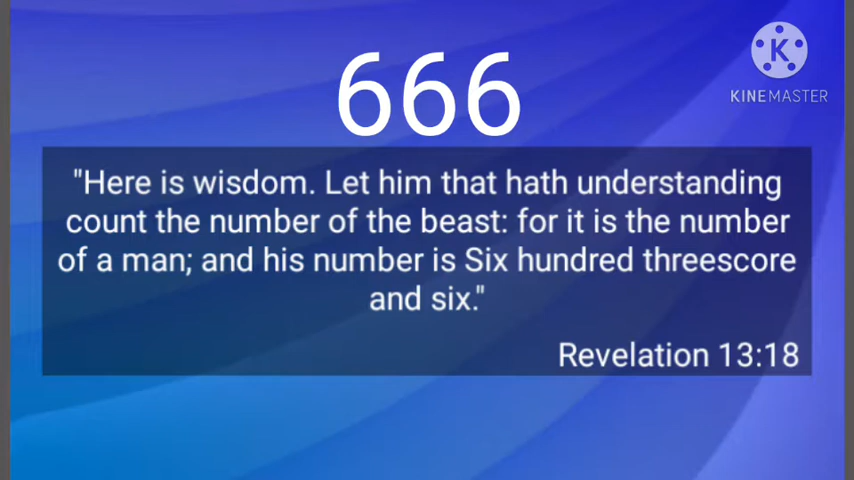 666
KINEMASTER
"Here is wisdom. Let him that hath understanding
count the number of the beast: for it is the number
of a man; and his number is Six hundred threescore
and six."
Revelation 13:18